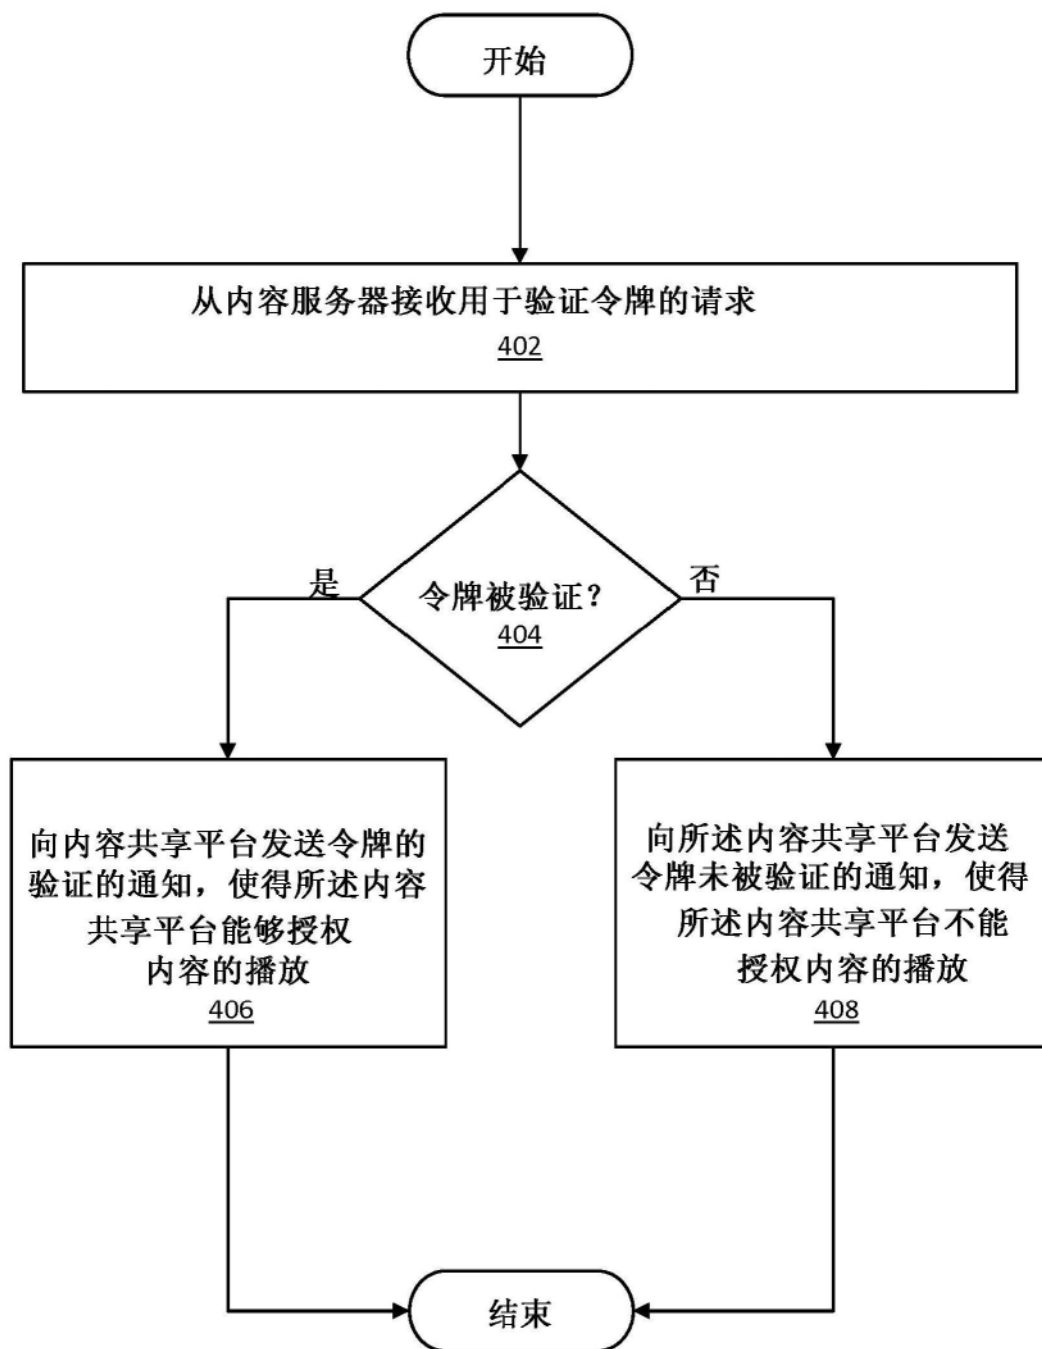 开始
从内容服务器接收用于验证令牌的请求
402
是
令牌被验证？
否
404
向内容共享平台发送令牌的
验证的通知，使得所述内容
共享平台能够授权
内容的播放
406
向所述内容共享平台发送
令牌未被验证的通知，使得
所述内容共享平台不能
授权内容的播放
408
结束